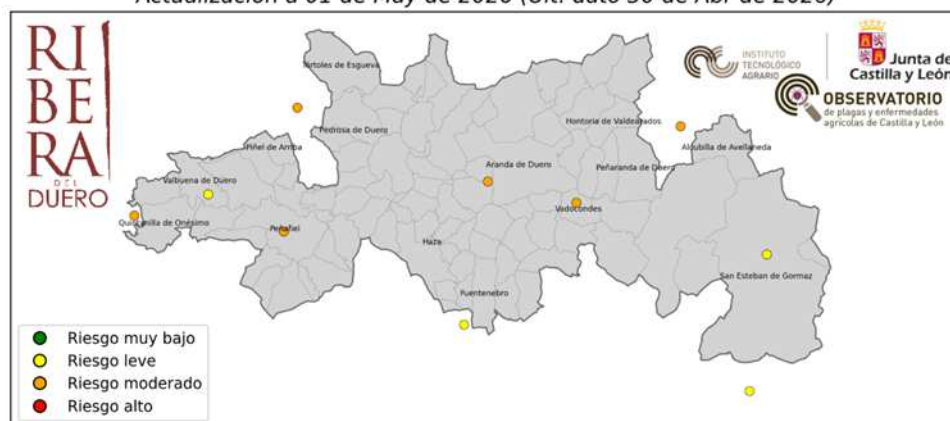 Actualización a 01 de May de 2026 (Últ. dato 30 de Abr de 2026)
RI
BE
RA
DEL
DUERO
INSTITUTO
TECNOLÓGICO
AGRARIO
Junta de
Castilla y León
OBSERVATORIO
de plagas y enfermedades
agrícolas de Castilla y León
Tórtoles de Esgueva
Hontoria de Valdearados
Pedrosa de Duero
Piñel de Arriba
Alcubilla de Avellaneda
Aranda de Duero
Peñaranda de Duero
Valbuena de Duero
Vadocondes
Quintanilla de Onésimo
Peñafiel
Haza
San Esteban de Gormaz
Fuentenebro
Riesgo muy bajo
Riesgo leve
Riesgo moderado
Riesgo alto